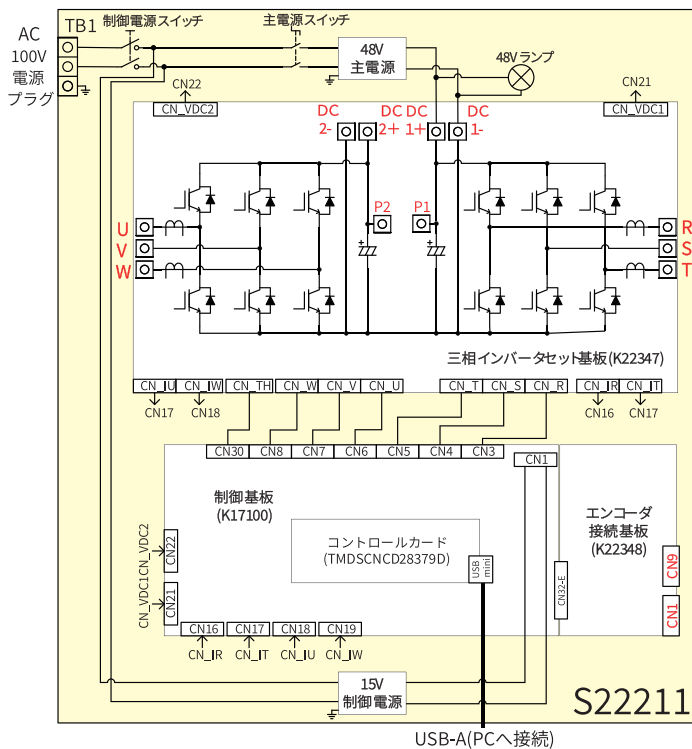 AC
100V
電源
プラグ
TB1
制御電源スイッチ
主電源スイッチ
48V
主電源
48Vランプ
CN22
CN_VDC2
CN21
CN_VDC1
DC
2-
DC
2+
DC
1+
DC
1-
P2
P1
U
V
W
R
S
T
三相インバータセット基板(K22347)
CN_IU
CN_IW
CN_TH
CN_W
CN_V
CN_U
CN_T
CN_S
CN_R
CN_IR
CN_IT
CN17
CN18
CN16
CN17
CN30
CN8
CN7
CN6
CN5
CN4
CN3
CN1
制御基板
(K17100)
エンコーダ
接続基板
(K22348)
コントロールカード
(TMDSCNCD28379D)
USB
mini
CN_VDC2
CN22
CN_VDC1
CN21
CN32-E
CN9
CN1
CN16
CN17
CN18
CN19
CN_IR
CN_IT
CN_IU
CN_IW
15V
制御電源
S22211
USB-A(PCへ接続)